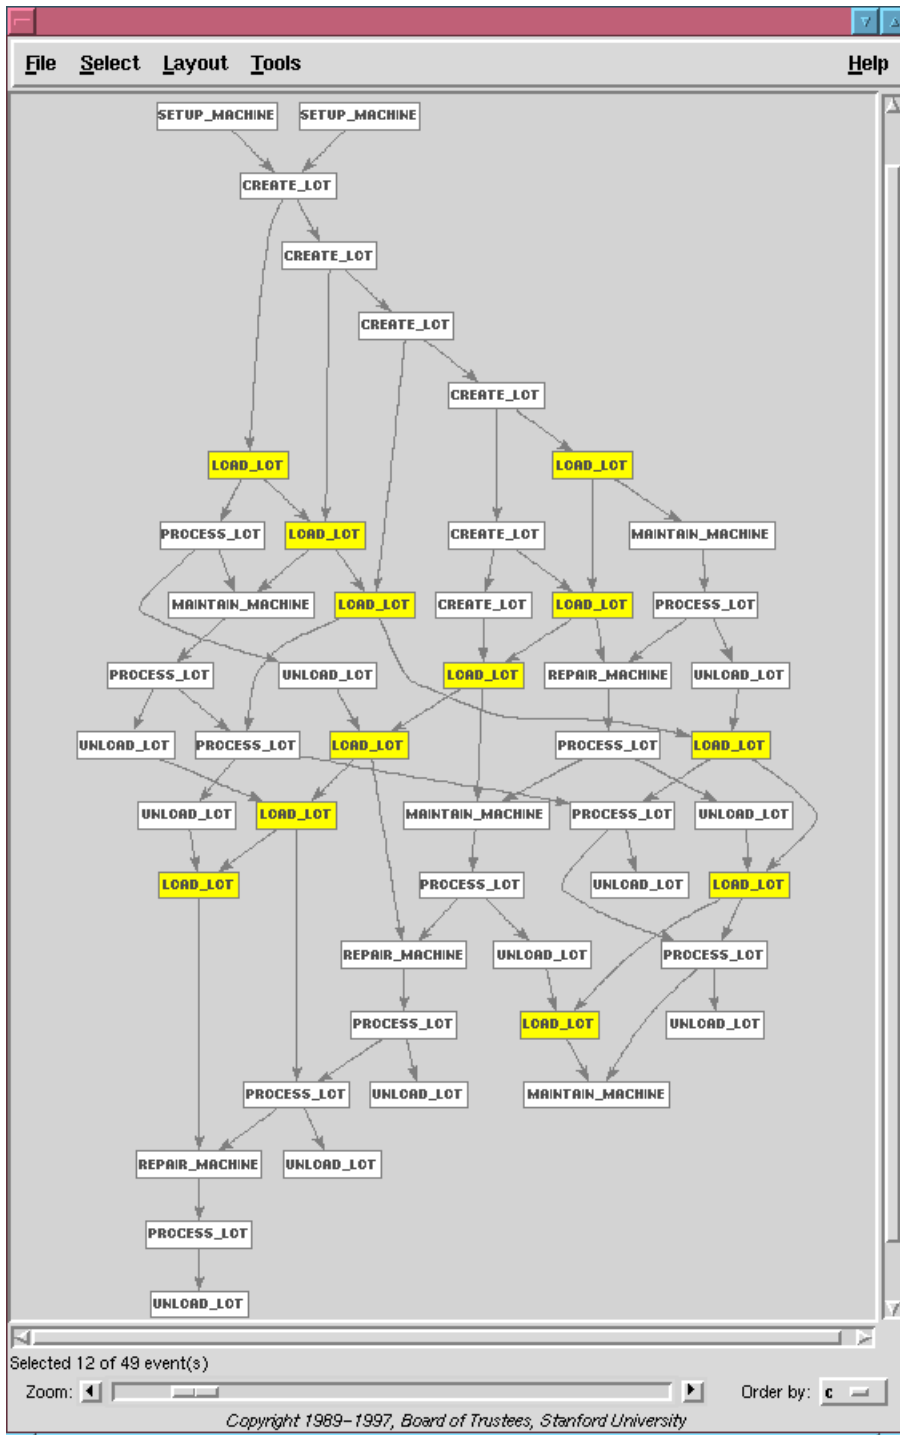 File Select Layout Tools Help
SETUP_MACHINE SETUP_MACHINE
CREATE_LOT
CREATE_LOT
CREATE_LOT
CREATE_LOT
LOAD_LOT LOAD_LOT
PROCESS_LOT LOAD_LOT CREATE_LOT MAINTAIN_MACHINE
MAINTAIN_MACHINE LOAD_LOT CREATE_LOT LOAD_LOT PROCESS_LOT
PROCESS_LOT UNLOAD_LOT LOAD_LOT REPAIR_MACHINE UNLOAD_LOT
UNLOAD_LOT PROCESS_LOT LOAD_LOT PROCESS_LOT LOAD_LOT
UNLOAD_LOT LOAD_LOT MAINTAIN_MACHINE PROCESS_LOT UNLOAD_LOT
LOAD_LOT PROCESS_LOT UNLOAD_LOT LOAD_LOT
REPAIR_MACHINE UNLOAD_LOT PROCESS_LOT
PROCESS_LOT LOAD_LOT UNLOAD_LOT
PROCESS_LOT UNLOAD_LOT MAINTAIN_MACHINE
REPAIR_MACHINE UNLOAD_LOT
PROCESS_LOT
UNLOAD_LOT
Selected 12 of 49 event(s)
Zoom: Order by: c
Copyright 1989-1997, Board of Trustees, Stanford University